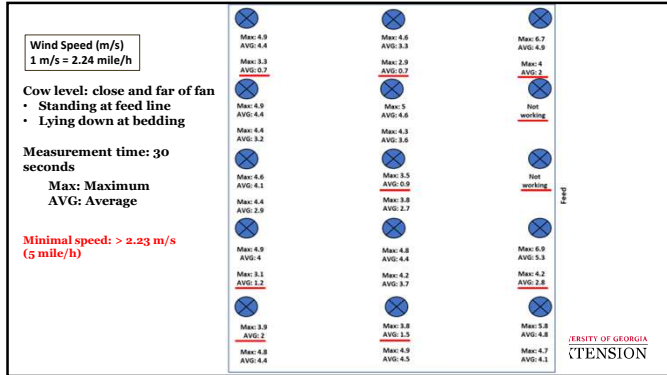 Wind Speed (m/s)
1 m/s = 2.24 mile/h
Cow level: close and far of fan
• Standing at feed line
• Lying down at bedding
Measurement time: 30
seconds
Max: Maximum
AVG: Average
Minimal speed: > 2.23 m/s
(5 mile/h)
Max: 4.9
AVG: 4.4
Max: 3.3
AVG: 0.7
Max: 4.6
AVG: 3.3
Max: 2.9
AVG: 0.7
Max: 6.7
AVG: 4.9
Max: 4
AVG: 2
Max: 4.9
AVG: 4.4
Max: 4.4
AVG: 3.2
Max: 5
AVG: 4.6
Max: 4.3
AVG: 3.6
Not
working
Max: 4.6
AVG: 4.1
Max: 4.4
AVG: 2.9
Max: 3.5
AVG: 0.9
Max: 3.8
AVG: 2.7
Not
working
Feed
Max: 4.9
AVG: 4
Max: 3.1
AVG: 1.2
Max: 4.8
AVG: 4.4
Max: 4.2
AVG: 3.7
Max: 6.9
AVG: 5.3
Max: 4.2
AVG: 2.8
Max: 3.9
AVG: 2
Max: 4.8
AVG: 4.4
Max: 3.8
AVG: 1.5
Max: 4.9
AVG: 4.5
Max: 5.8
AVG: 4.8
Max: 4.7
AVG: 4.1
VERSITY OF GEORGIA
XTENSION